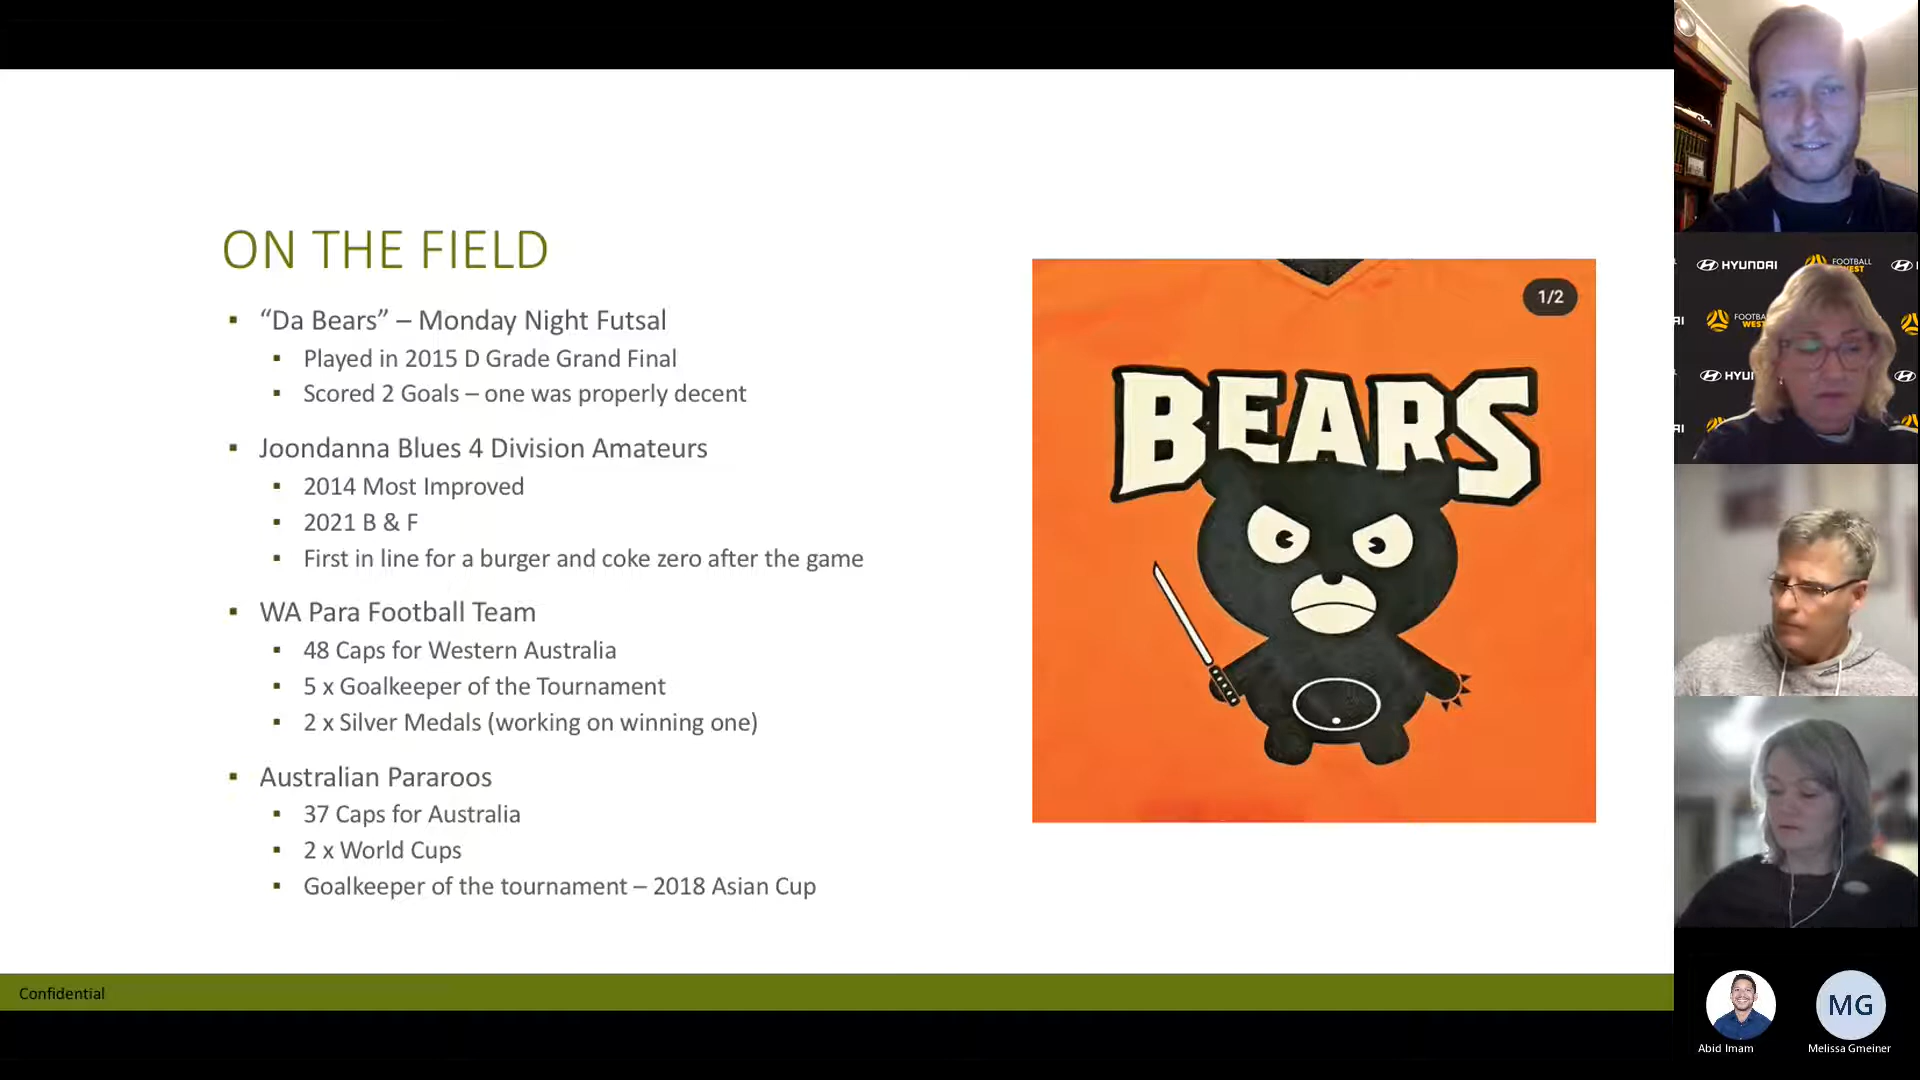 ON THE FIELD
▪ “Da Bears” – Monday Night Futsal
▪ Played in 2015 D Grade Grand Final
▪ Scored 2 Goals – one was properly decent
▪ Joondanna Blues 4 Division Amateurs
▪ 2014 Most Improved
▪ 2021 B & F
▪ First in line for a burger and coke zero after the game
▪ WA Para Football Team
▪ 48 Caps for Western Australia
▪ 5 x Goalkeeper of the Tournament
▪ 2 x Silver Medals (working on winning one)
▪ Australian Pararoos
▪ 37 Caps for Australia
▪ 2 x World Cups
▪ Goalkeeper of the tournament – 2018 Asian Cup
1/2
BEARS
Confidential
HYUNDAI
FOOTBALL
Abid Imam
MG
Melissa Gmeiner